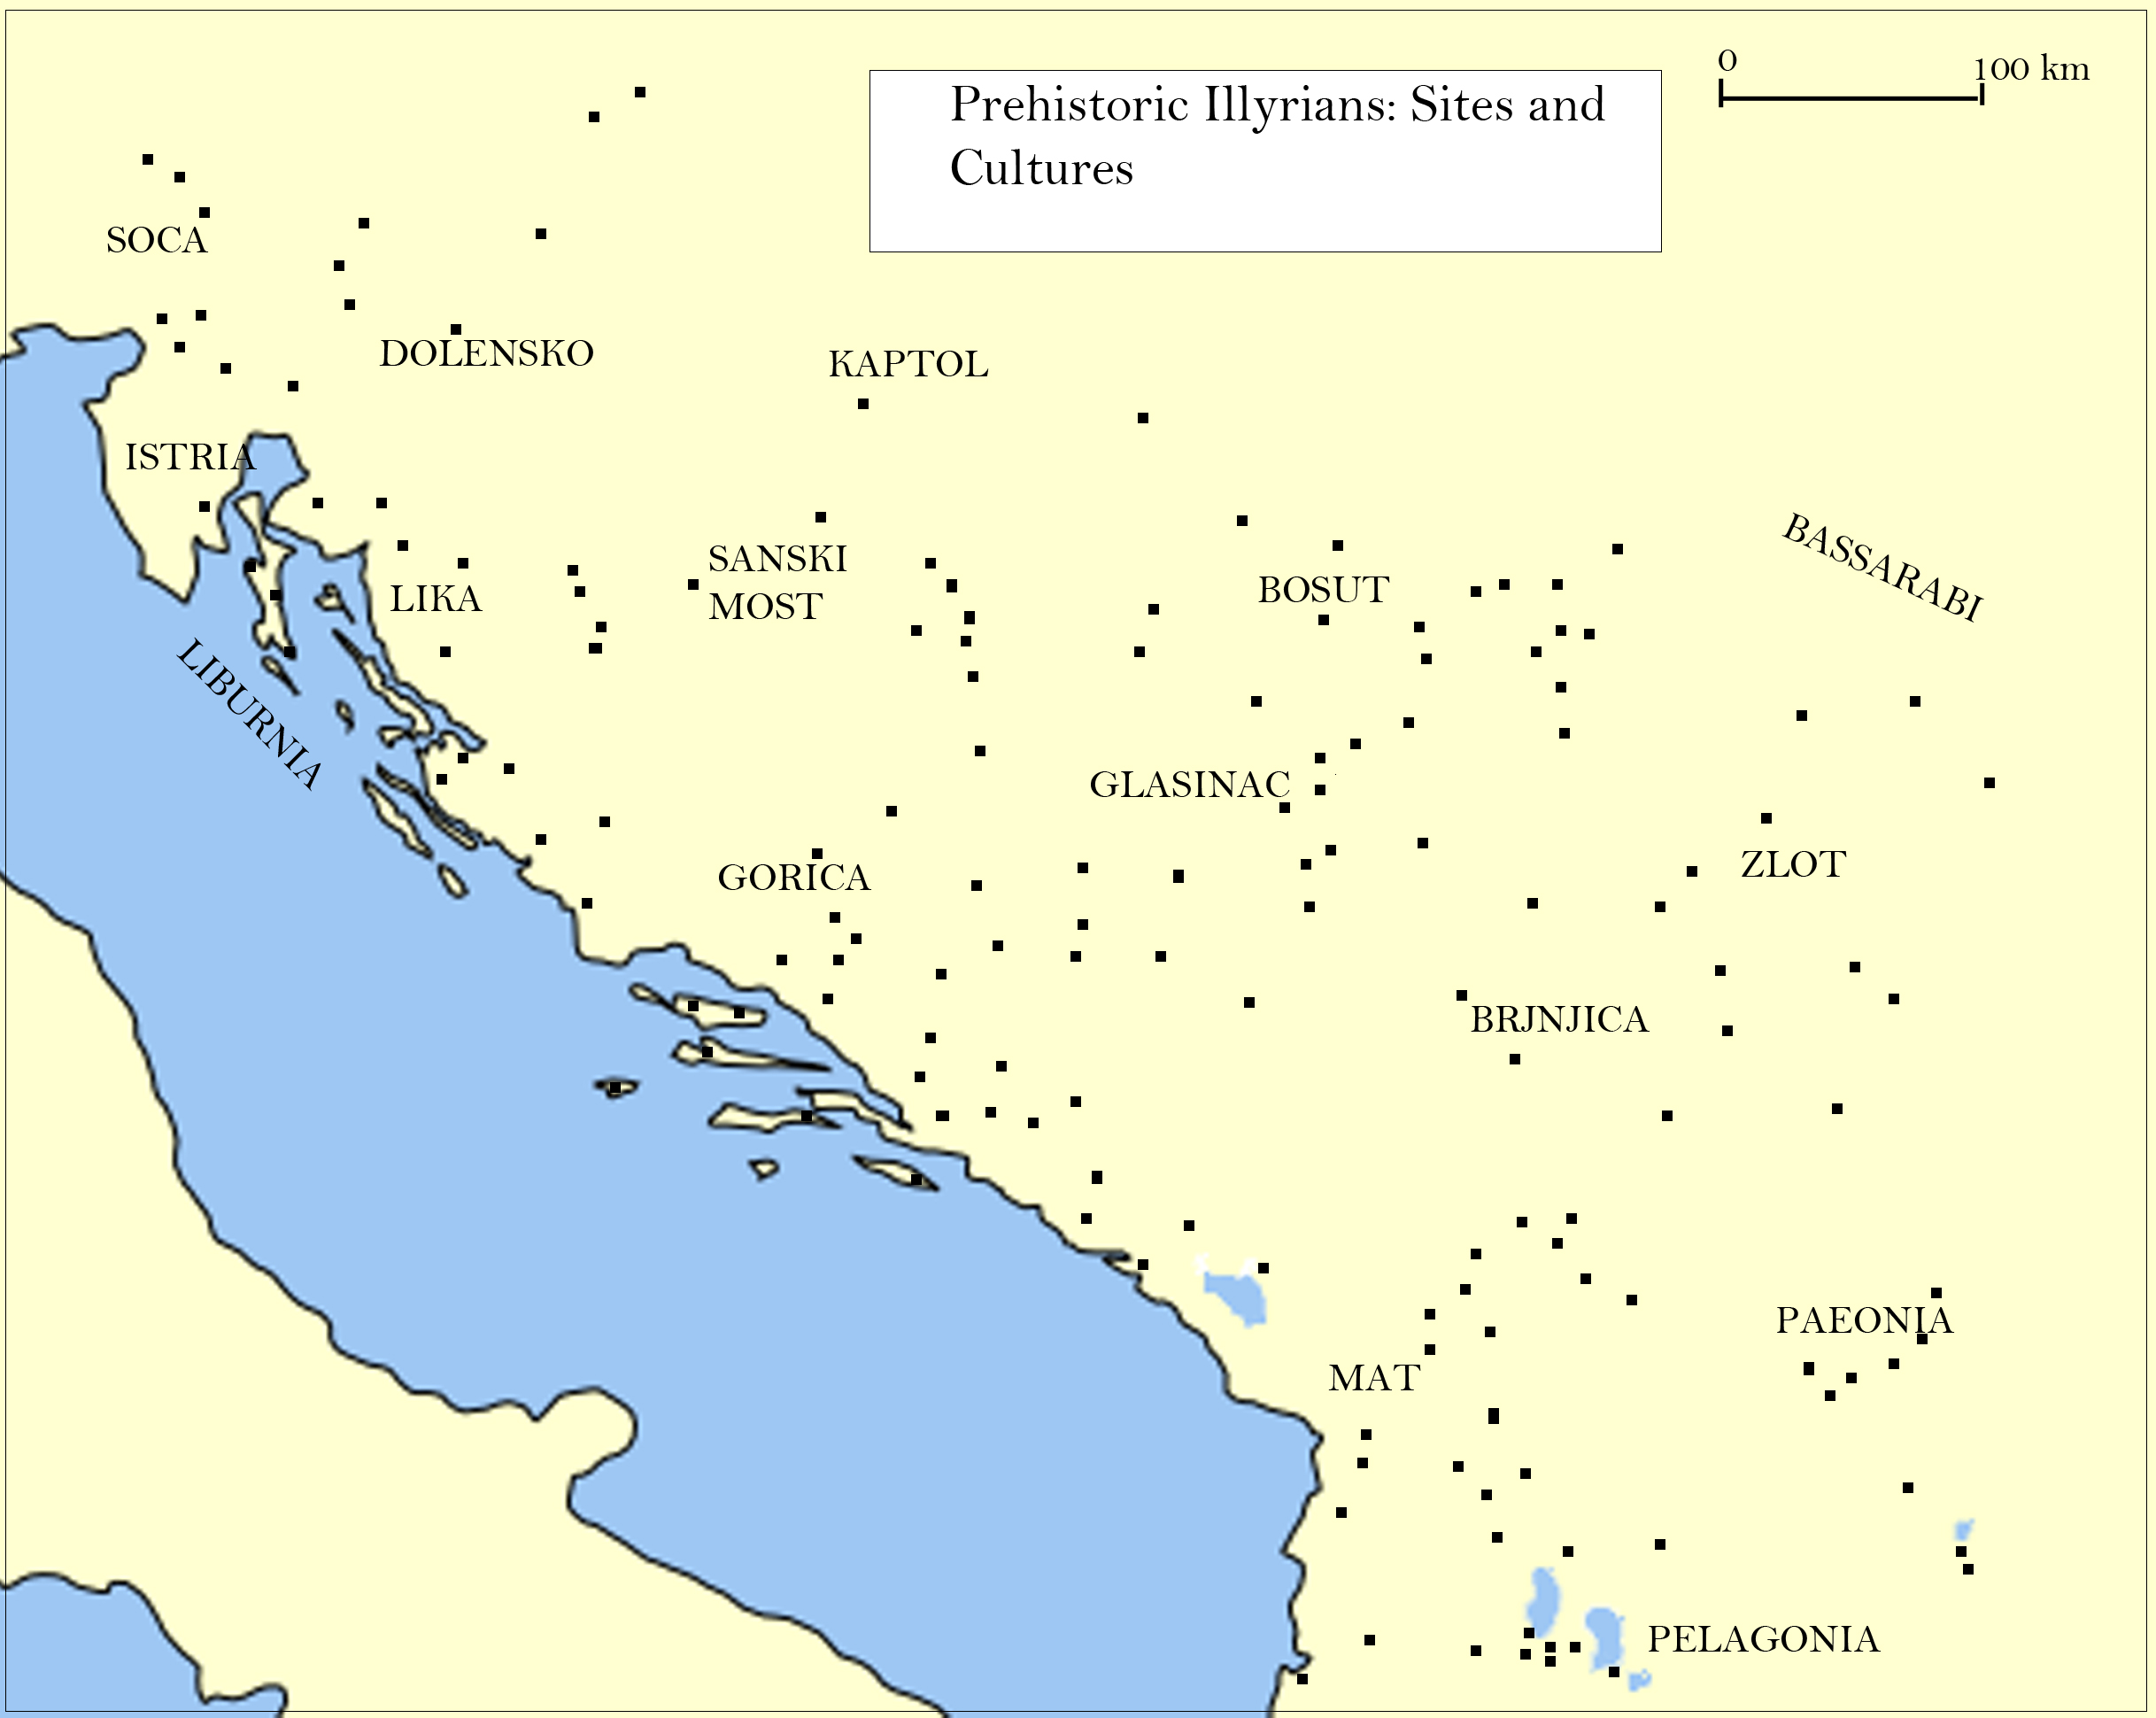 0
100 km
Prehistoric Illyrians: Sites and
Cultures
SOCA
DOLENSKO
KAPTOL
ISTRIA
BASSARABI
SANSKI
MOST
LIKA
BOSUT
LIBURNIA
GLASINAC
ZLOT
GORICA
BRJNJICA
PAEONIA
MAT
PELAGONIA